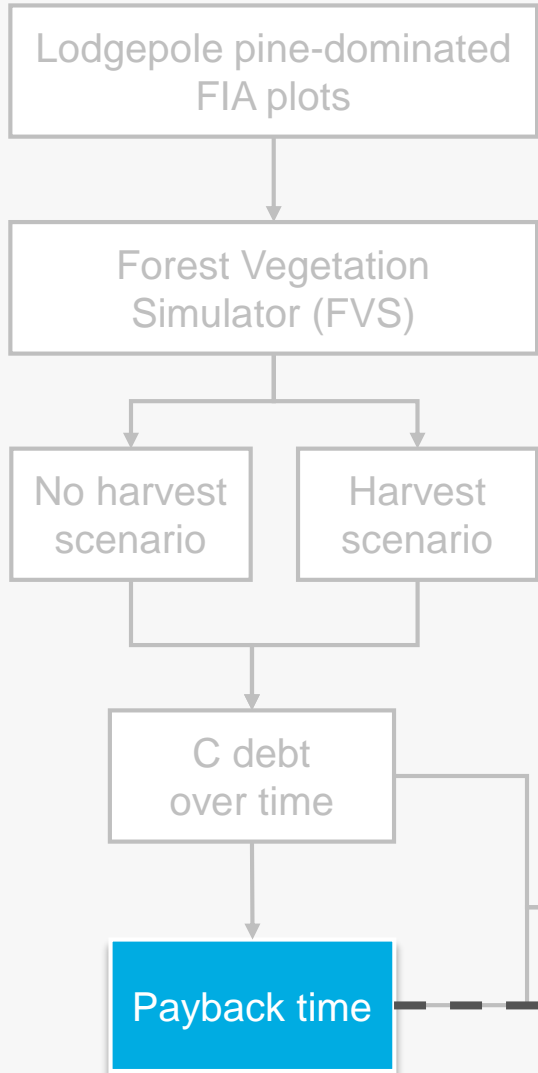 Lodgepole pine-dominated
FIA plots
Forest Vegetation
Simulator (FVS)
No harvest
scenario
Harvest
scenario
C debt
over time
Payback time